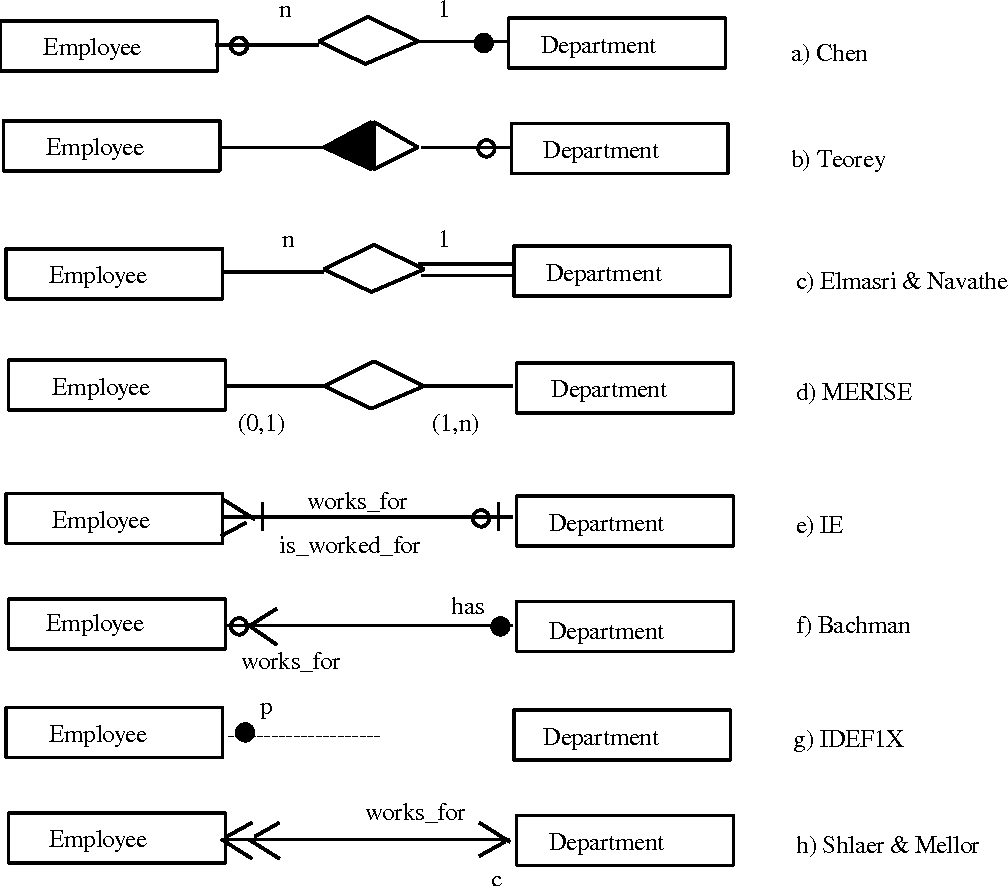 n 1
Employee Department a) Chen
Employee Department b) Teorey
n 1
Employee Department c) Elmasri & Navathe
Employee Department d) MERISE
(0,1) (1,n)
works_for
Employee Department e) IE
is_worked_for
has
Employee Department f) Bachman
works_for
p
Employee Department g) IDEF1X
works_for
Employee Department h) Shlaer & Mellor
c